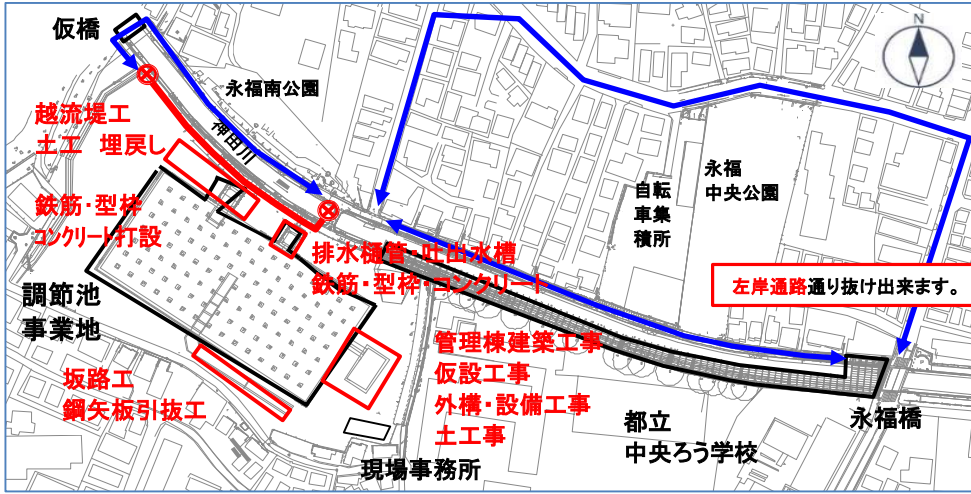 N
仮橋
永福南公園
神田川
越流堤工
土工　埋戻し
鉄筋・型枠
コンクリート打設
永福
中央公園
自転
車集
積所
排水樋管・吐出水槽
鉄筋・型枠・コンクリート
左岸通路通り抜け出来ます。
調節池
事業地
管理棟建築工事
仮設工事
外構・設備工事
土工事
坂路工
鋼矢板引抜工
都立
中央ろう学校
永福橋
現場事務所